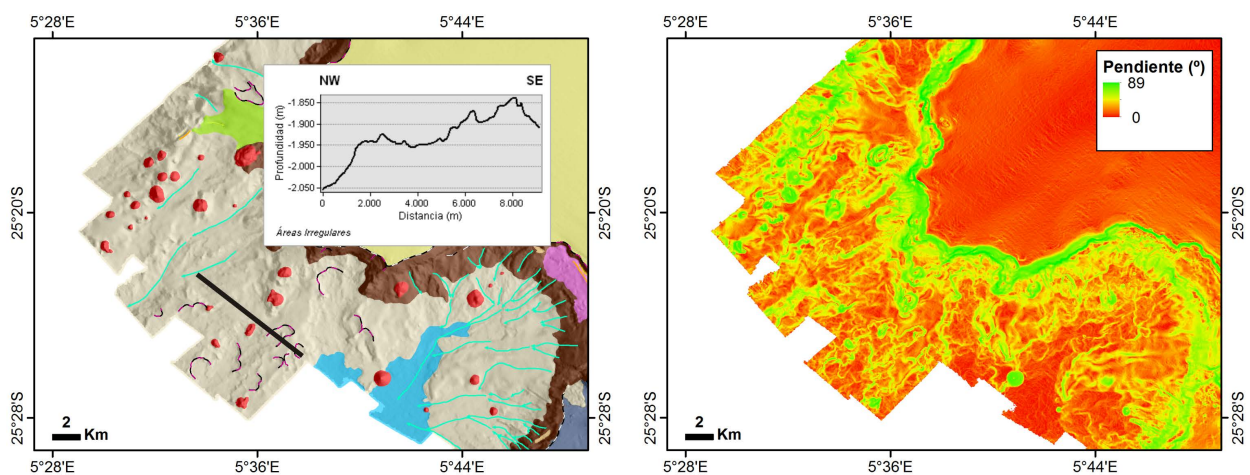 5°28'E 5°36'E 5°44'E
NW SE
-1.850
-1.900
-1.950
-2.000
-2.050
Profundidad (m)
0 2.000 4.000 6.000 8.000
Distancia (m)
Áreas Irregulares
25°20'S
25°28'S
25°20'S
25°28'S
2
Km
5°28'E 5°36'E 5°44'E
5°28'E 5°36'E 5°44'E
Pendiente (º)
89
0
25°20'S
25°28'S
25°20'S
25°28'S
2
Km
5°28'E 5°36'E 5°44'E